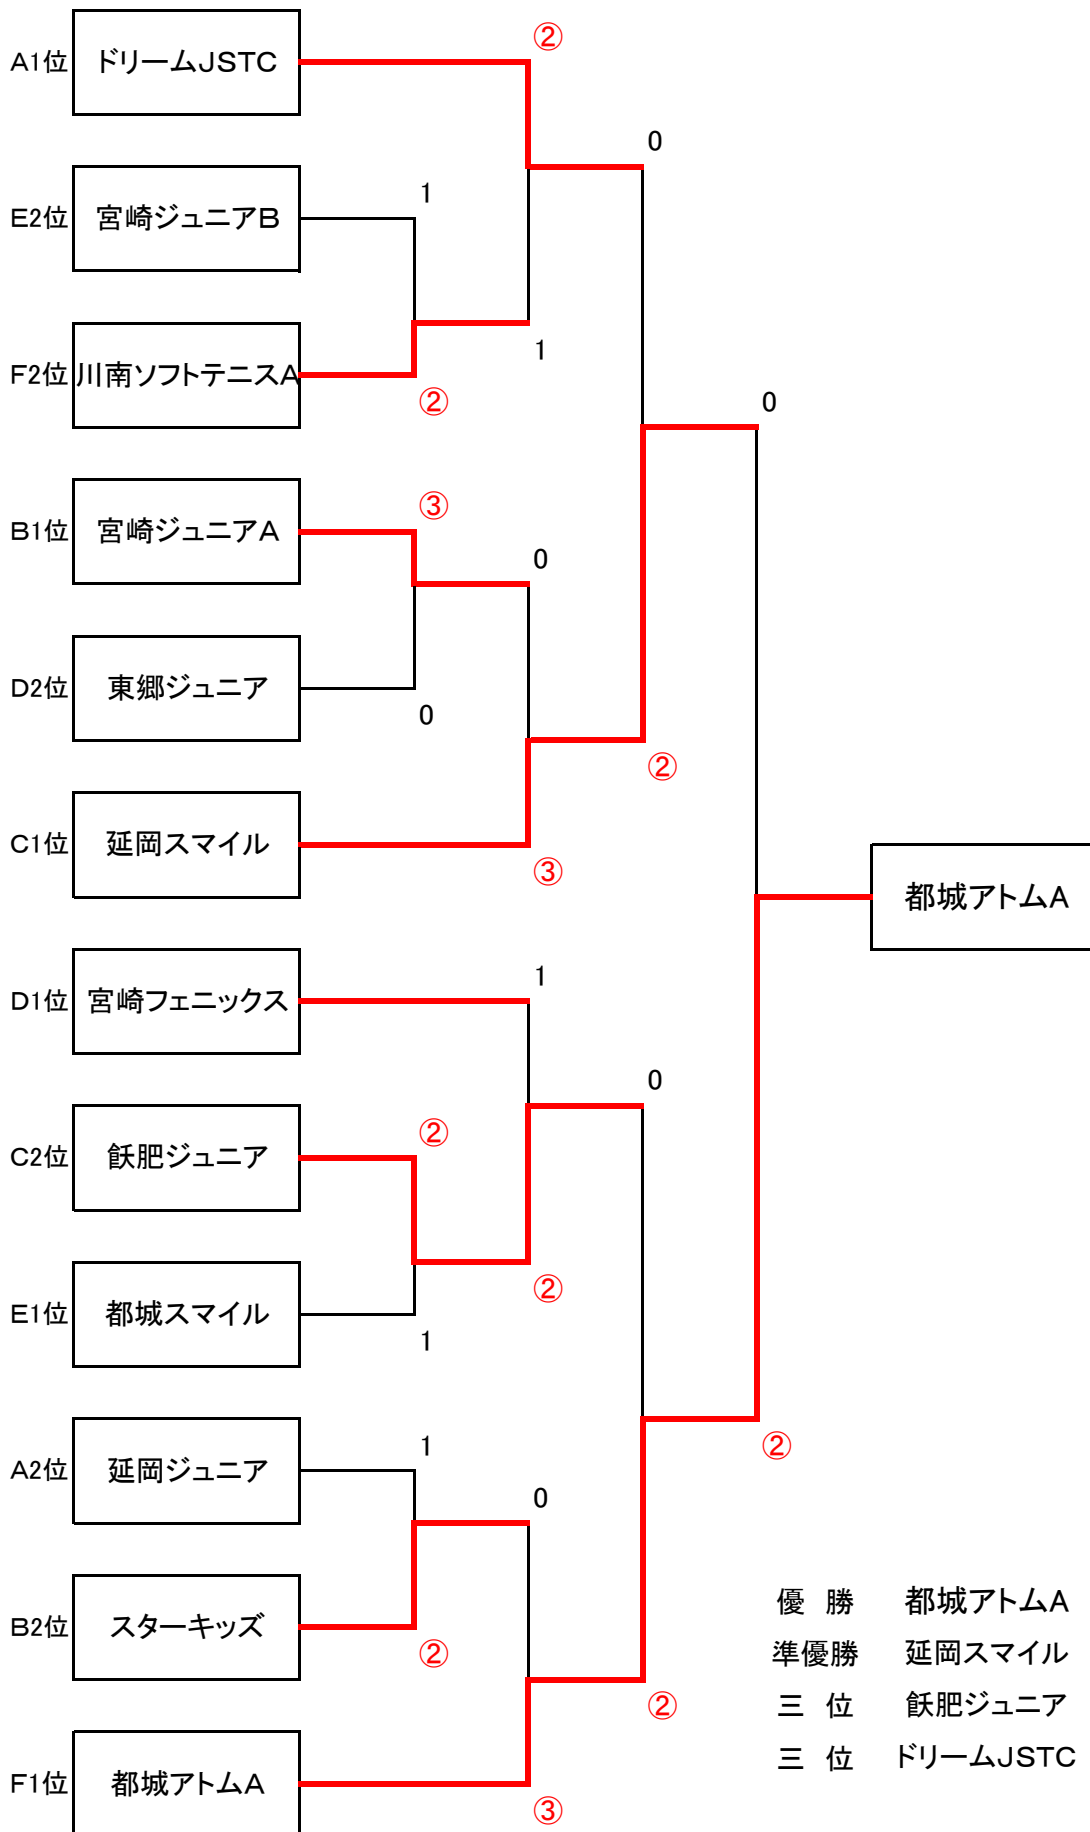 ②
A1位 ドリームJSTC
0
E2位 宮崎ジュニアB
1
1
F2位 川南ソフトテニスA
②
0
③
B1位 宮崎ジュニアA
0
D2位 東郷ジュニア
0
②
C1位 延岡スマイル
③
都城アトムA
1
D1位 宮崎フェニックス
0
②
C2位 飫肥ジュニア
②
E1位 都城スマイル
1
1
②
A2位 延岡ジュニア
0
優 勝 都城アトムA
B2位 スターキッズ
②
準優勝 延岡スマイル
②
三 位 飫肥ジュニア
三 位 ドリームJSTC
F1位 都城アトムA
③